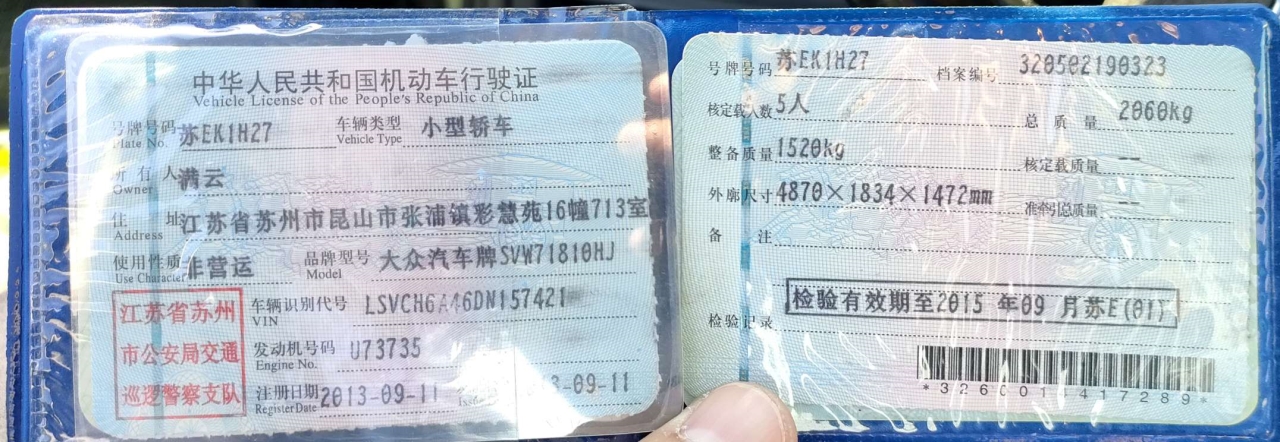 中华人民共和国机动车行驶证
Vehicle License of the People's Republic of China
号牌号码 苏EK1H27 车辆类型 小型轿车
Plate No. Vehicle Type
所有人 满云
Owner
住址 江苏省苏州市昆山市张浦镇彩慧苑16幢713室
Address
使用性质 非营运 品牌型号 大众汽车牌SVW71810HJ
Use Character Model
江苏省苏州
市公安局交通
巡逻警察支队
车辆识别代号 LSVCH6A46DN157421
VIN
发动机号码 U73735
Engine No.
注册日期 2013-09-11 3-09-11
Register Date
号牌号码 苏EK1H27 档案编号 320502190323
核定载人数 5人 总质量 2060kg
整备质量 1520kg 核定载质量 --
外廓尺寸 4870×1834×1472mm 准牵引总质量 --
备注
检验有效期至2015 年09 月苏E(01)
检验记录
*3260014417289*